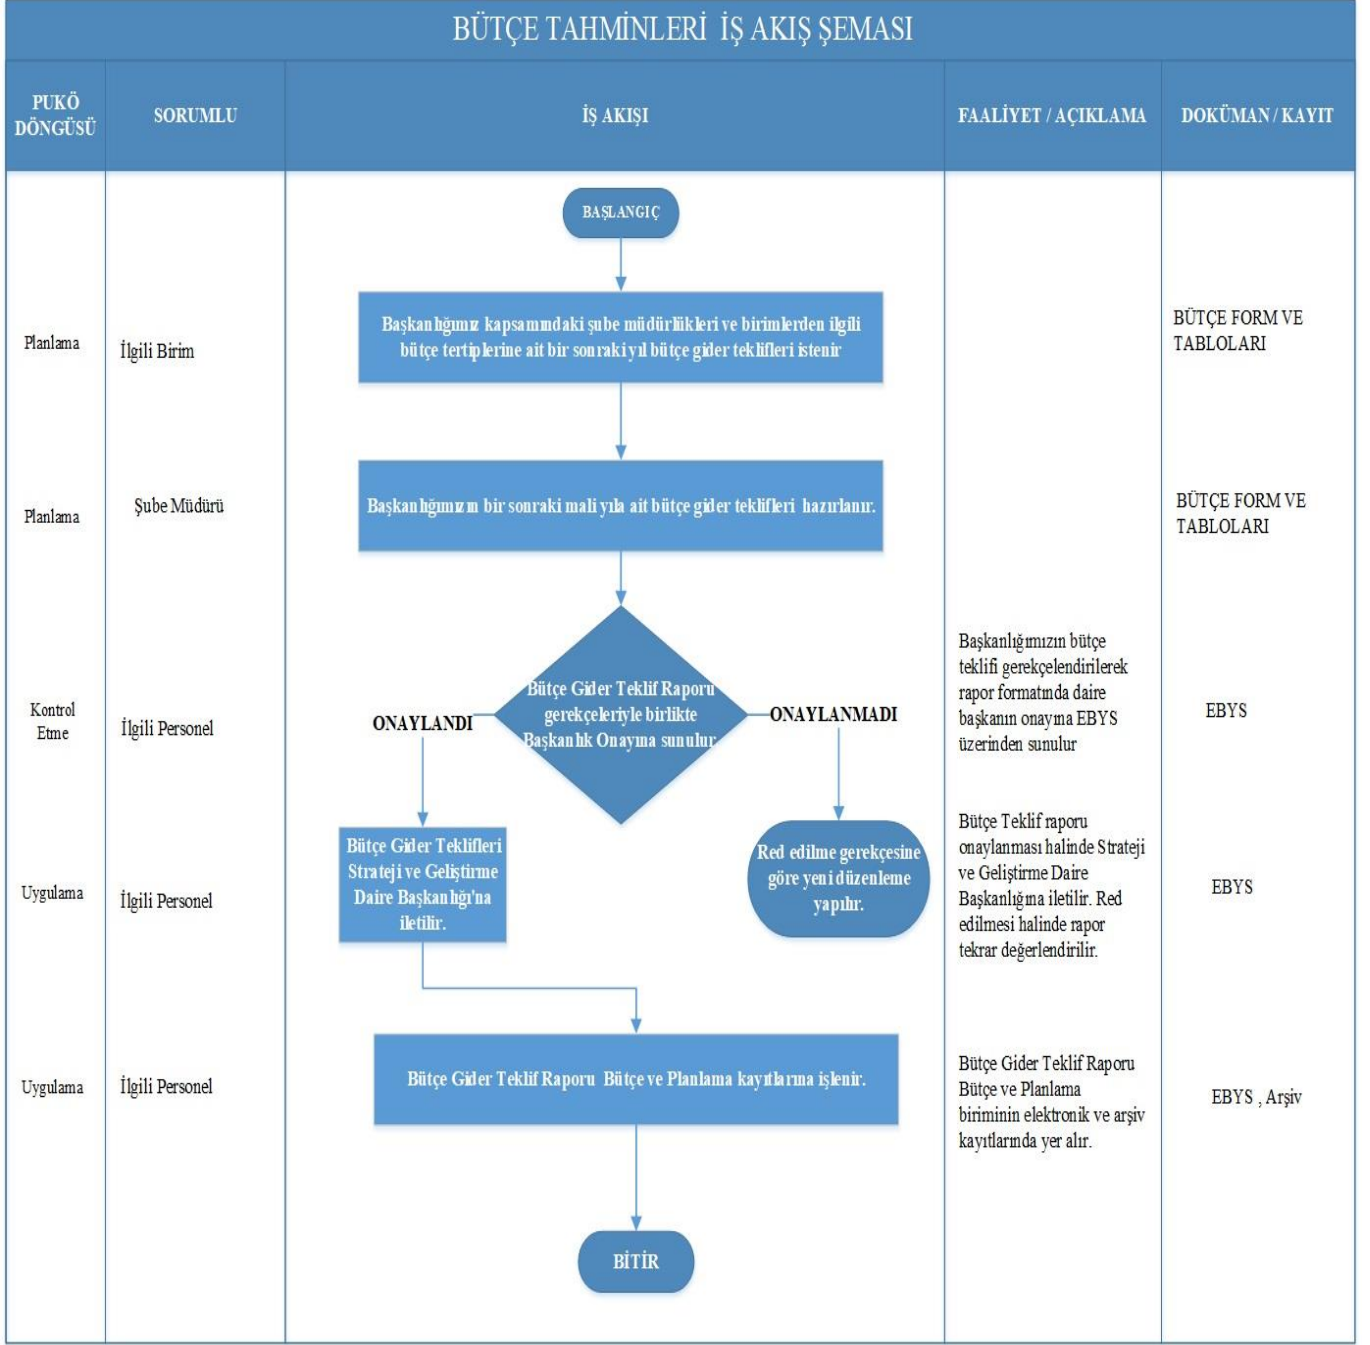 BÜTÇE TAHMİNLERİ İŞ AKIŞ ŞEMASI
PUKÖ
DÖNGÜSÜ
SORUMLU
İŞ AKIŞI
FAALİYET / AÇIKLAMA
DOKÜMAN / KAYIT
BAŞLANGIÇ
Planlama
İlgili Birim
Başkanlığımız kapsamındaki şube müdürlükleri ve birimlerden ilgili
bütçe tertiplerine ait bir sonraki yıl bütçe gider teklifleri istenir
BÜTÇE FORM VE
TABLOLARI
Planlama
Şube Müdürü
Başkanlığımızın bir sonraki mali yıla ait bütçe gider teklifleri hazırlanır.
BÜTÇE FORM VE
TABLOLARI
Kontrol
Etme
İlgili Personel
ONAYLANDI
Bütçe Gider Teklif Raporu
gerekçeleriyle birlikte
Başkanlık Onayına sunulur.
ONAYLANMADI
Başkanlığımızın bütçe
teklifi gerekçelendirilerek
rapor formatında daire
başkanın onayına EBYS
üzerinden sunulur
EBYS
Uygulama
İlgili Personel
Bütçe Gider Teklifleri
Strateji ve Geliştirme
Daire Başkanlığı'na
iletilir.
Red edilme gerekçesine
göre yeni düzenleme
yapılır.
Bütçe Teklif raporu
onaylanması halinde Strateji
ve Geliştirme Daire
Başkanlığına iletilir. Red
edilmesi halinde rapor
tekrar değerlendirilir.
EBYS
Uygulama
İlgili Personel
Bütçe Gider Teklif Raporu Bütçe ve Planlama kayıtlarına işlenir.
Bütçe Gider Teklif Raporu
Bütçe ve Planlama
biriminin elektronik ve arşiv
kayıtlarında yer alır.
EBYS , Arşiv
BİTİR